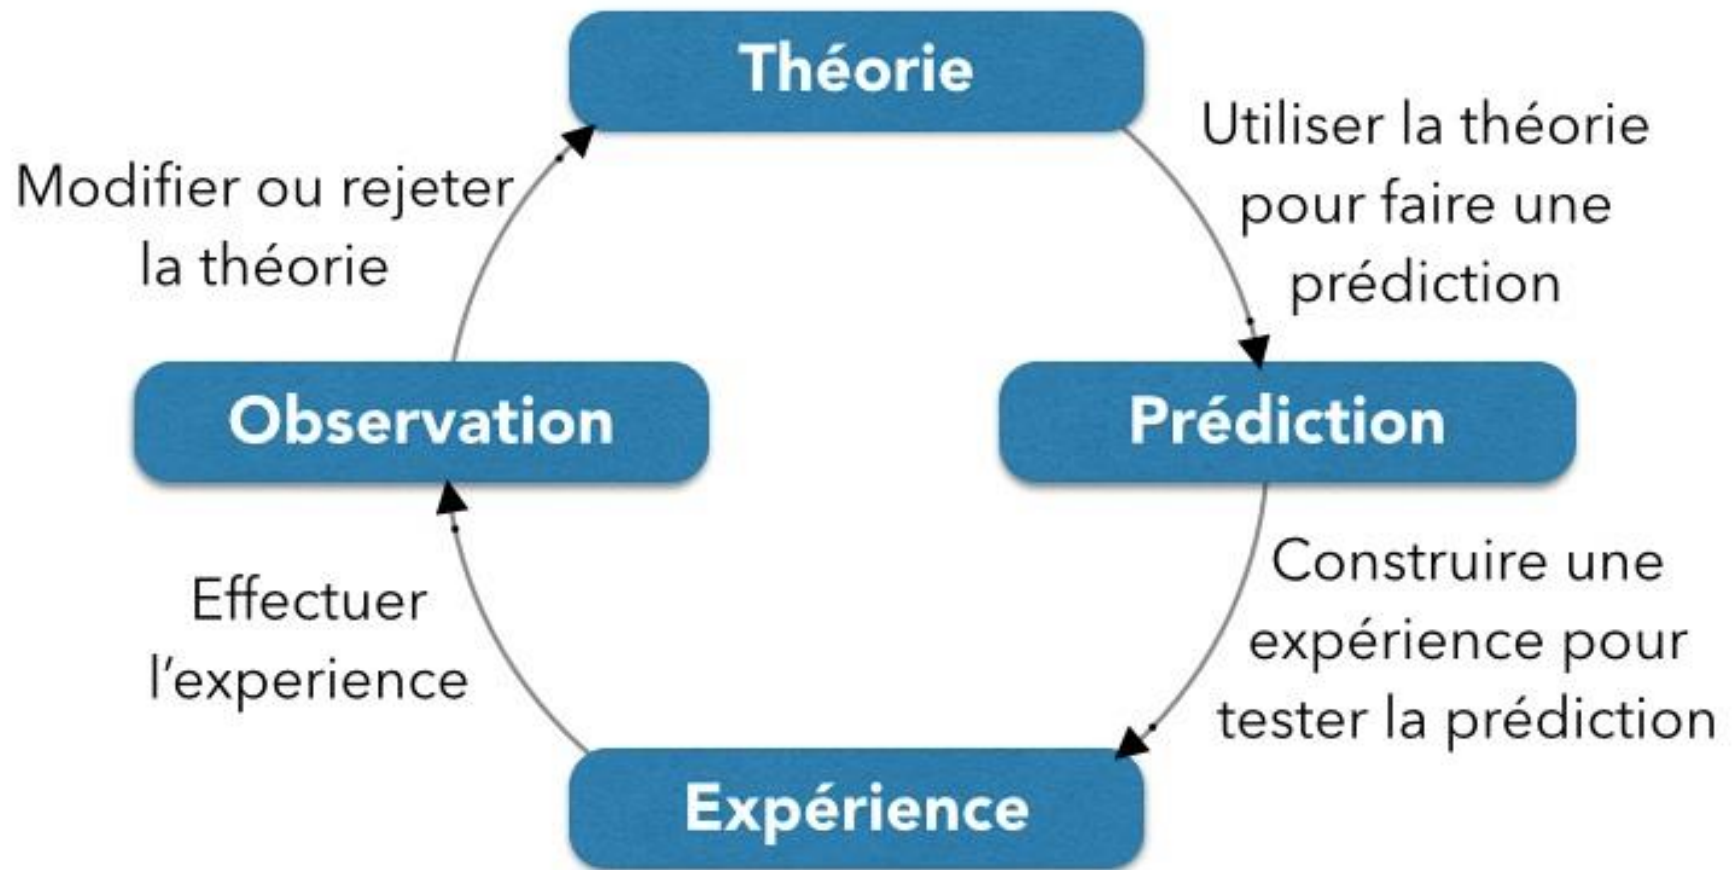 Théorie
Utiliser la théorie
pour faire une
prédiction
Modifier ou rejeter
la théorie
Observation
Prédiction
Construire une
expérience pour
tester la prédiction
Effectuer
l'experience
Expérience